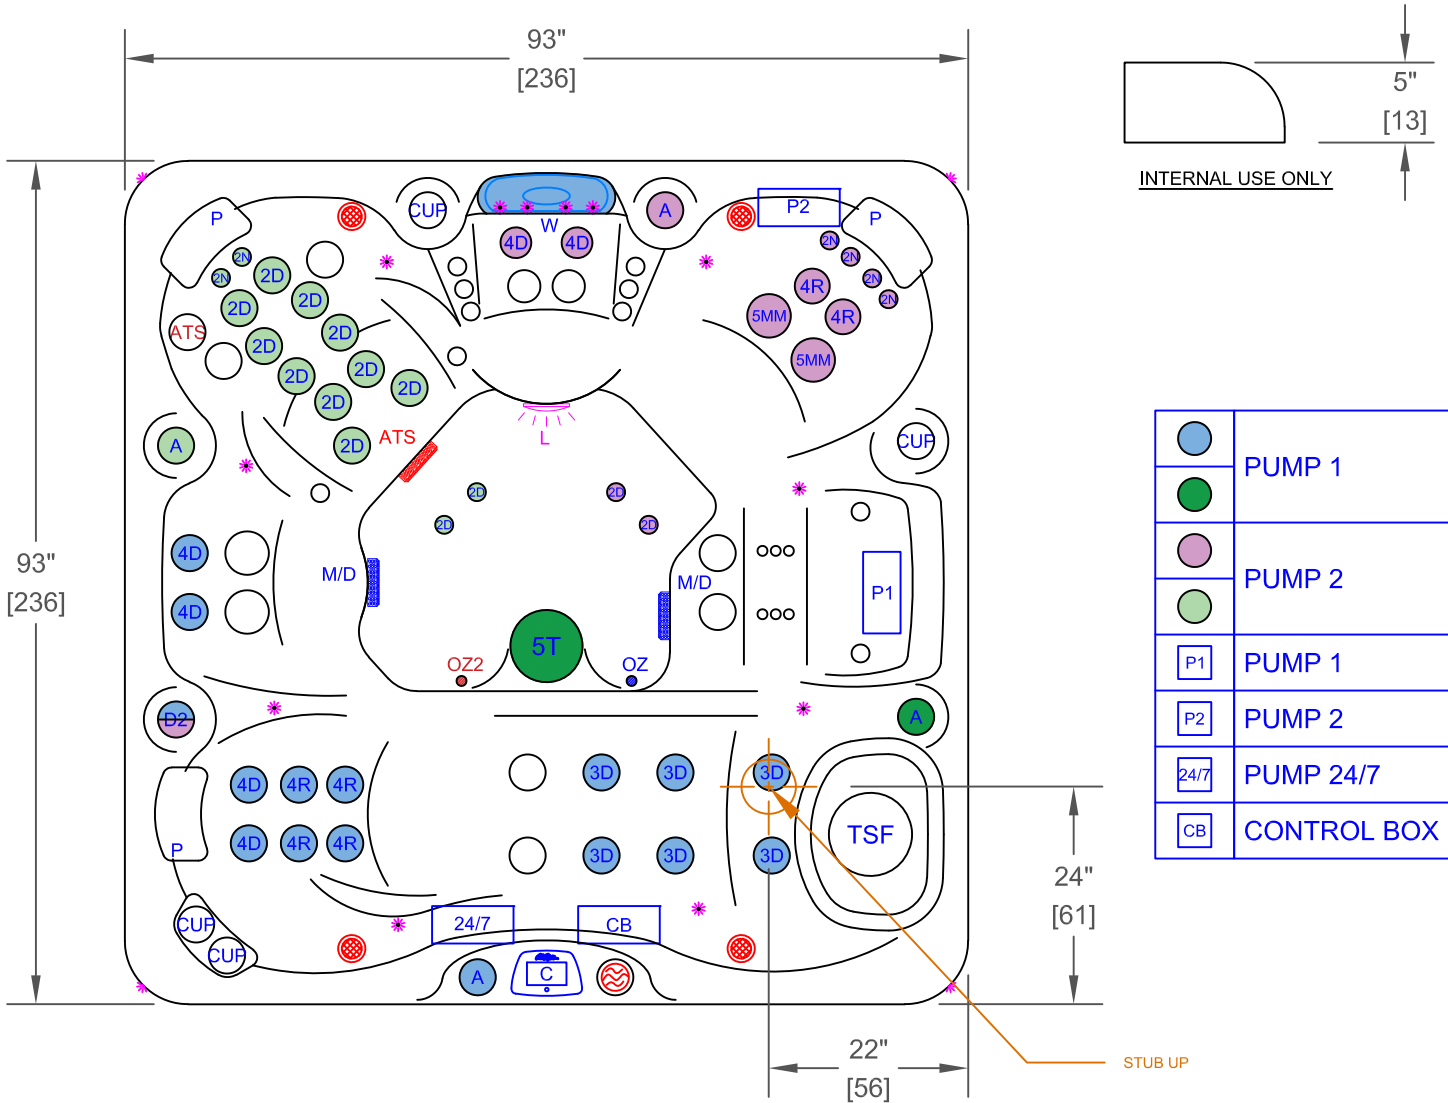 93"
[236]
5"
[13]
INTERNAL USE ONLY
P
CUP
W
A
P2
P
4D
4D
2N
2N
2D
2D
2D
2D
2D
2D
2D
2D
2D
2D
ATS
ATS
2N
2N
2N
2N
4R
4R
5MM
5MM
L
A
CUP
2D
2D
2D
2D
93"
[236]
4D
4D
M/D
M/D
P1
5T
OZ2
OZ
D2
A
4D
4R
4R
3D
3D
3D
TSF
4D
4R
4R
3D
3D
3D
P
CUP
CUP
24/7
CB
A
C
24"
[61]
22"
[56]
STUB UP
PUMP 1
PUMP 2
P1
PUMP 1
P2
PUMP 2
24/7
PUMP 24/7
CB
CONTROL BOX